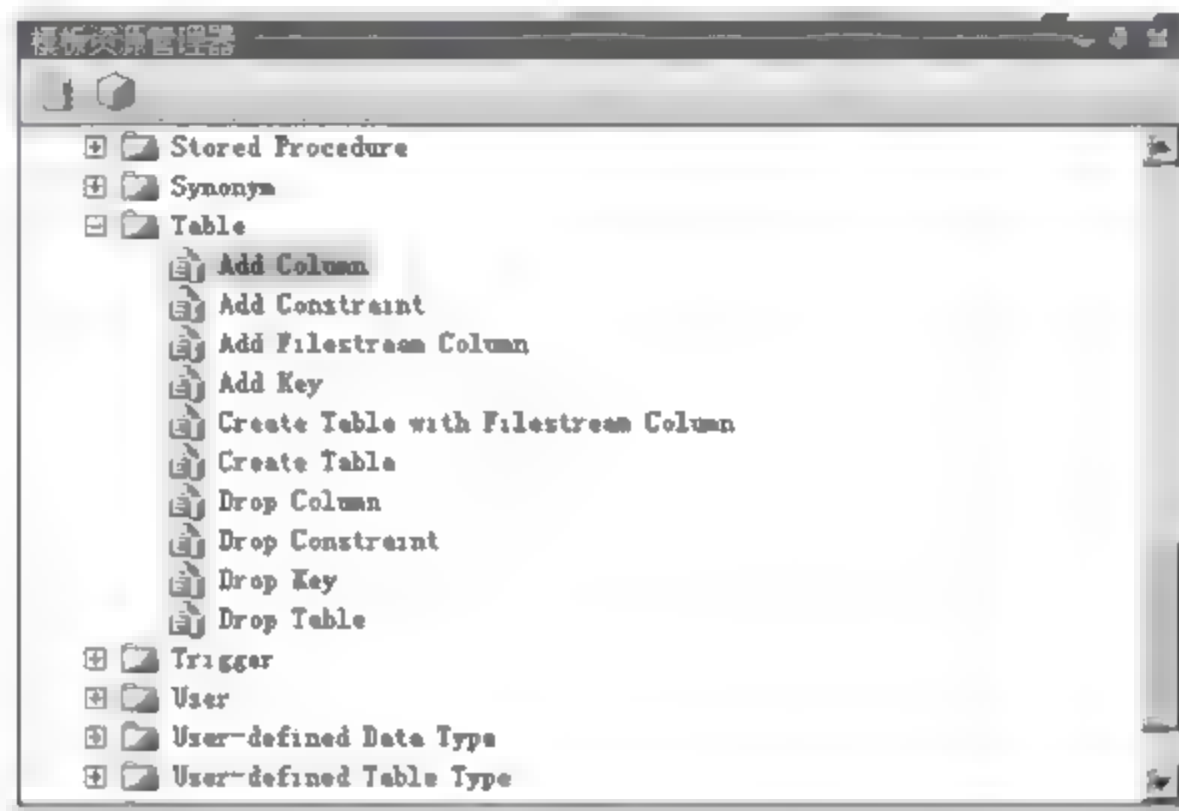 模板资源管理器
Stored Procedure
Synonym
Table
Add Column
Add Constraint
Add Filestream Column
Add Key
Create Table with Filestream Column
Create Table
Drop Column
Drop Constraint
Drop Key
Drop Table
Trigger
User
User-defined Data Type
User-defined Table Type